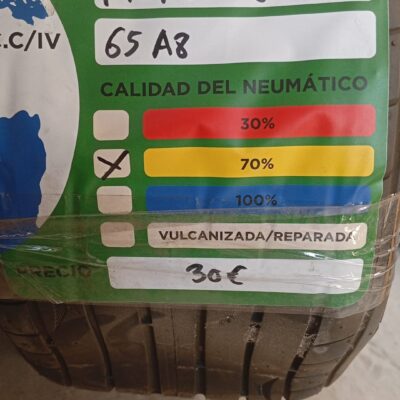 .C/IV
65 A8
CALIDAD DEL NEUMÁTICO
30%
70%
100%
VULCANIZADA/REPARADA
PRECIO 30€